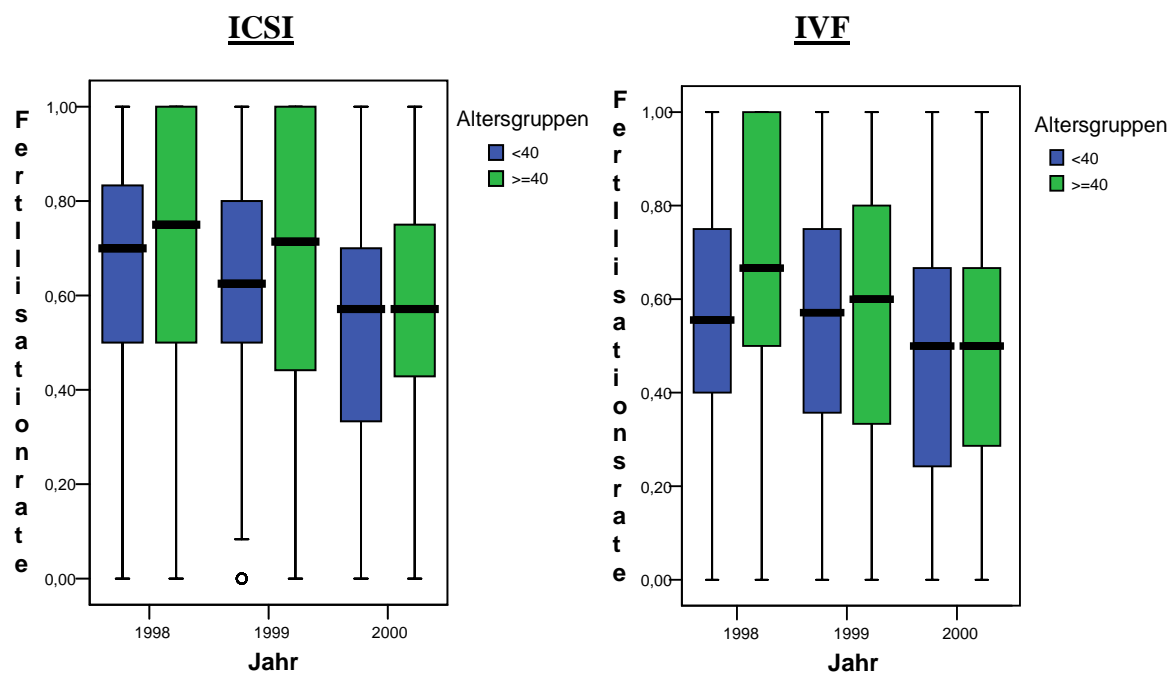 ICSI
Fertlllisationrate
1,00
0,80
0,60
0,40
0,20
0,00
1998
1999
2000
Jahr
Altersgruppen
<40
>=40
IVF
Fertlllisationsrate
1,00
0,80
0,60
0,40
0,20
0,00
1998
1999
2000
Jahr
Altersgruppen
<40
>=40